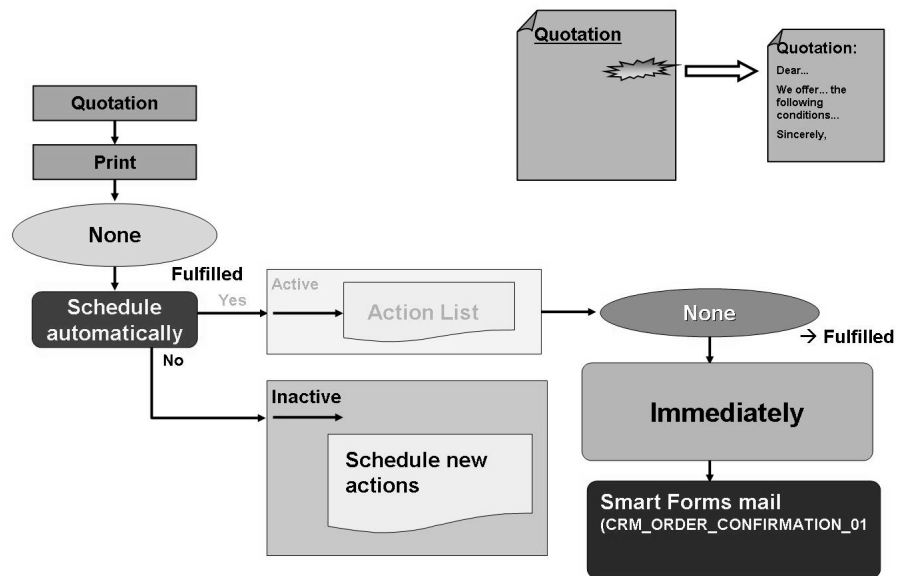 Quotation
Quotation:
Dear...
We offer... the
following
conditions...
Sincerely,
Quotation
Print
None
Fulfilled
Schedule
automatically
Yes
Active
Action List
None
→ Fulfilled
No
Inactive
Schedule new
actions
Immediately
Smart Forms mail
(CRM_ORDER_CONFIRMATION_01